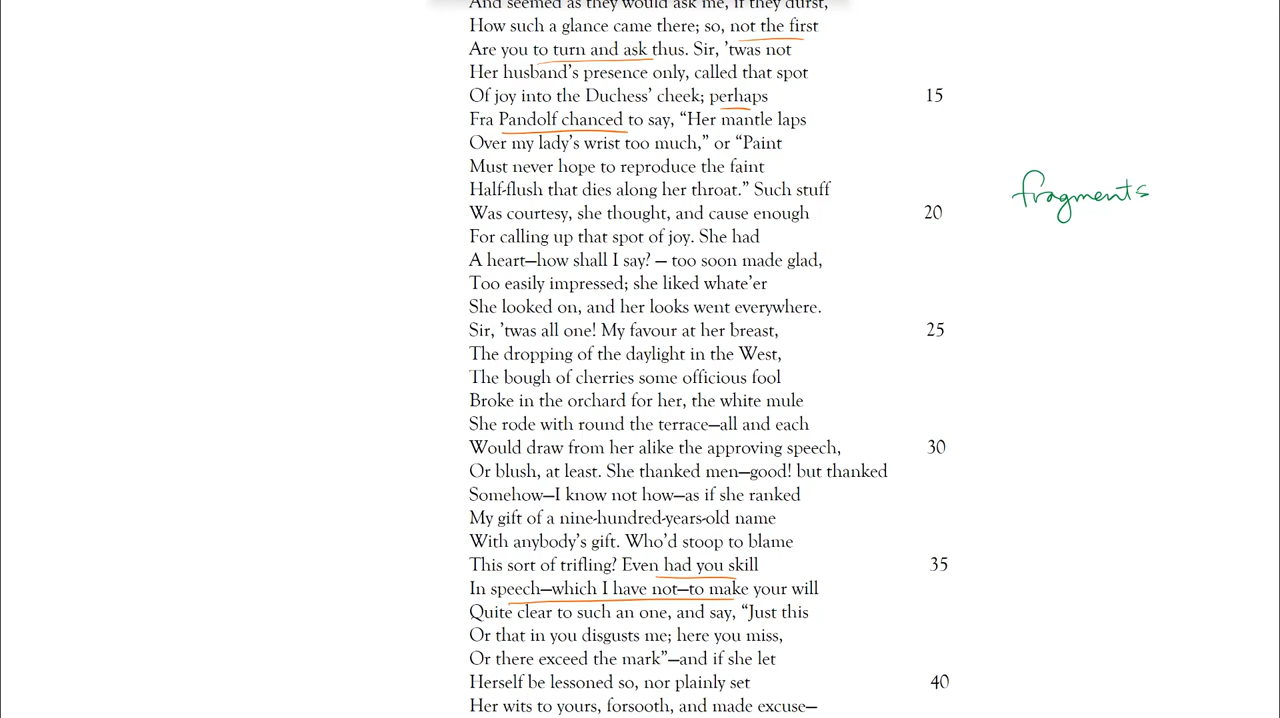 And seemed as they would ask me, if they durst,
How such a glance came there; so, not the first
Are you to turn and ask thus. Sir, ’twas not
Her husband’s presence only, called that spot
Of joy into the Duchess’ cheek; perhaps 15
Fra Pandolf chanced to say, “Her mantle laps
Over my lady’s wrist too much,” or “Paint
Must never hope to reproduce the faint
Half-flush that dies along her throat.” Such stuff
fragments
Was courtesy, she thought, and cause enough 20
For calling up that spot of joy. She had
A heart—how shall I say? — too soon made glad,
Too easily impressed; she liked whate’er
She looked on, and her looks went everywhere.
Sir, ’twas all one! My favour at her breast, 25
The dropping of the daylight in the West,
The bough of cherries some officious fool
Broke in the orchard for her, the white mule
She rode with round the terrace—all and each
Would draw from her alike the approving speech, 30
Or blush, at least. She thanked men—good! but thanked
Somehow—I know not how—as if she ranked
My gift of a nine-hundred-years-old name
With anybody’s gift. Who’d stoop to blame
This sort of trifling? Even had you skill 35
In speech—which I have not—to make your will
Quite clear to such an one, and say, “Just this
Or that in you disgusts me; here you miss,
Or there exceed the mark”—and if she let
Herself be lessoned so, nor plainly set 40
Her wits to yours, forsooth, and made excuse—